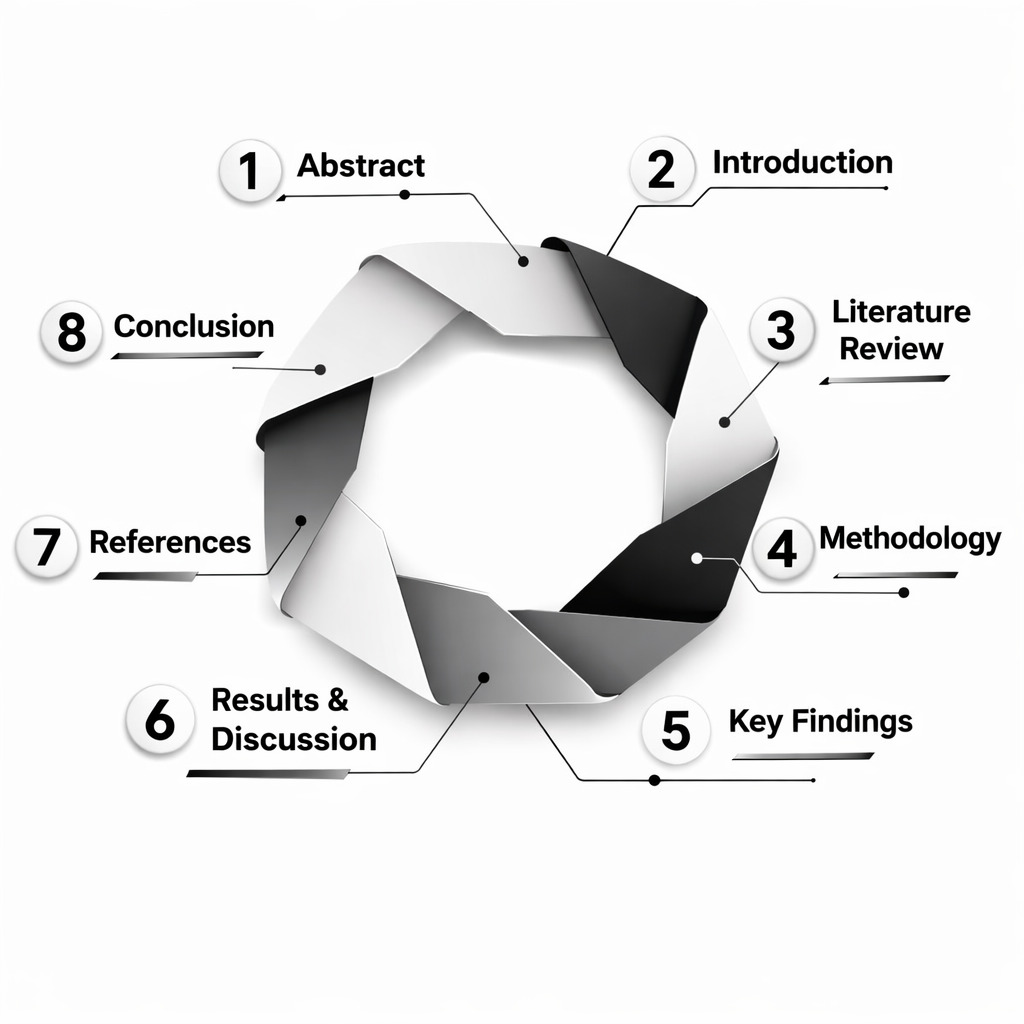 1 Abstract
2 Introduction
3 Literature
Review
4 Methodology
5 Key Findings
6 Results &
Discussion
7 References
8 Conclusion